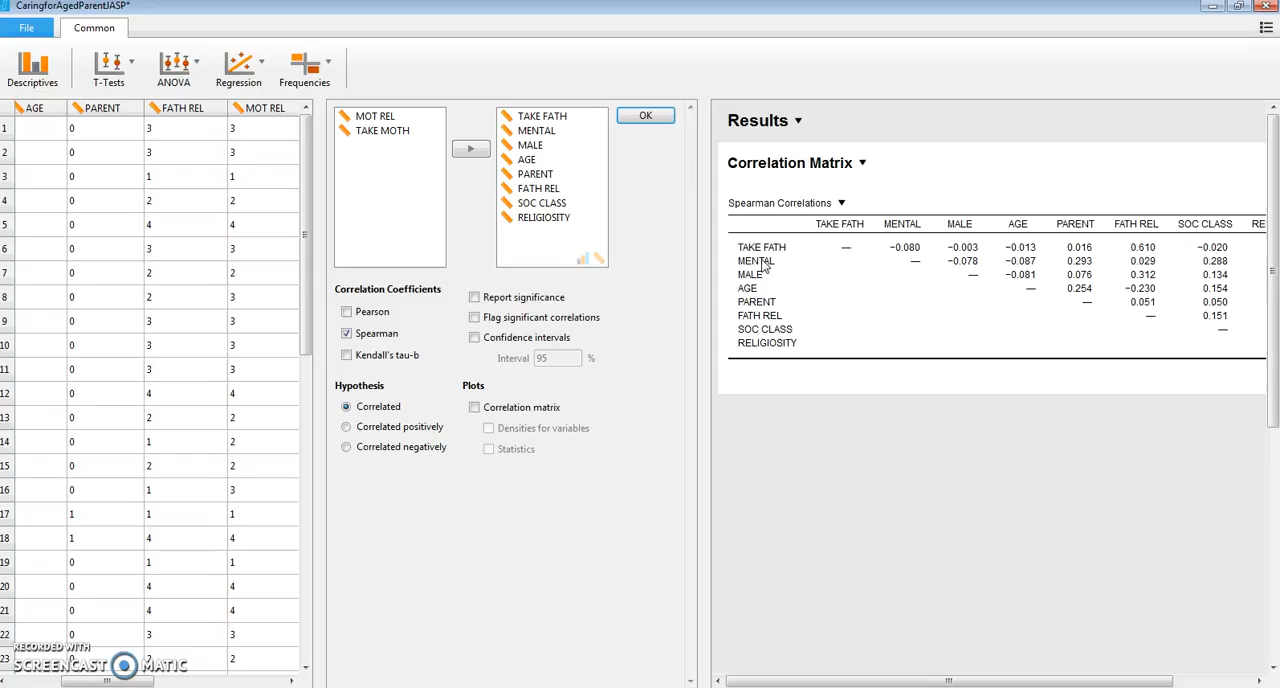 CaringforAgedParentJASP*
File Common
Descriptives T-Tests ANOVA Regression Frequencies
AGE PARENT FATH REL MOT REL
1 0 3 3
2 0 3 3
3 0 1 1
4 0 2 2
5 0 4 4
6 0 3 3
7 0 2 2
8 0 2 3
9 0 3 3
10 0 3 3
11 0 3 3
12 0 4 4
13 0 2 2
14 0 1 2
15 0 2 2
16 0 1 3
17 1 1 1
18 1 4 4
19 0 1 1
20 0 4 4
21 0 4 4
22 0 3 3
23 2 2
RECORDED WITH
SCREENCAST MATIC
MOT REL
TAKE MOTH
TAKE FATH
MENTAL
MALE
AGE
PARENT
FATH REL
SOC CLASS
RELIGIOSITY
OK
Correlation Coefficients
Pearson
Spearman
Kendall's tau-b
Report significance
Flag significant correlations
Confidence intervals
Interval 95 %
Hypothesis
Correlated
Correlated positively
Correlated negatively
Plots
Correlation matrix
Densities for variables
Statistics
Results
Correlation Matrix
Spearman Correlations
TAKE FATH MENTAL MALE AGE PARENT FATH REL SOC CLASS RE
TAKE FATH — −0.080 −0.003 −0.013 0.016 0.610 −0.020
MENTAL — −0.078 −0.087 0.293 0.029 0.288
MALE — −0.081 0.076 0.312 0.134
AGE — 0.254 −0.230 0.154
PARENT — 0.051 0.050
FATH REL — 0.151
SOC CLASS —
RELIGIOSITY